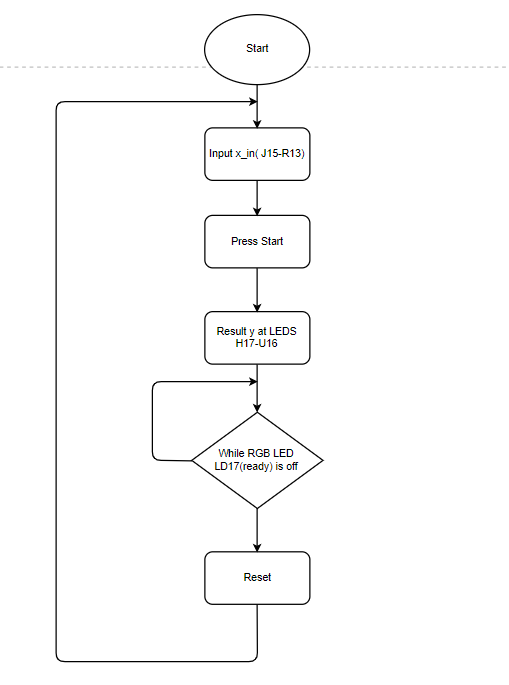 Start
Input x_in( J15-R13)
Press Start
Result y at LEDS
H17-U16
While RGB LED
LD17(ready) is off
Reset